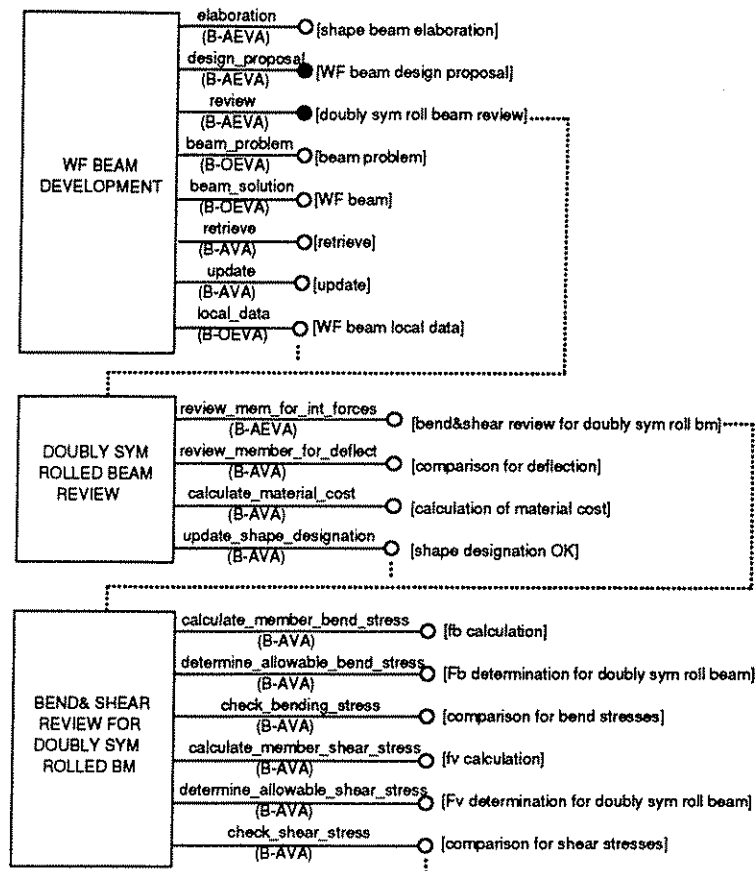 WF BEAM
DEVELOPMENT
elaboration
(B-AEVA)
[shape beam elaboration]
design_proposal
(B-AEVA)
[WF beam design proposal]
review
(B-AEVA)
[doubly sym roll beam review]
beam_problem
(B-OEVA)
[beam problem]
beam_solution
(B-OEVA)
[WF beam]
retrieve
(B-AVA)
[retrieve]
update
(B-AVA)
[update]
local_data
(B-OEVA)
[WF beam local data]
DOUBLY SYM
ROLLED BEAM
REVIEW
review_mem_for_int_forces
(B-AEVA)
[bend&shear review for doubly sym roll bm]
review_member_for_deflect
(B-AVA)
[comparison for deflection]
calculate_material_cost
(B-AVA)
[calculation of material cost]
update_shape_designation
(B-AVA)
[shape designation OK]
BEND& SHEAR
REVIEW FOR
DOUBLY SYM
ROLLED BM
calculate_member_bend_stress
(B-AVA)
[fb calculation]
determine_allowable_bend_stress
(B-AVA)
[Fb determination for doubly sym roll beam]
check_bending_stress
(B-AVA)
[comparison for bend stresses]
calculate_member_shear_stress
(B-AVA)
[fv calculation]
determine_allowable_shear_stress
(B-AVA)
[Fv determination for doubly sym roll beam]
check_shear_stress
(B-AVA)
[comparison for shear stresses]